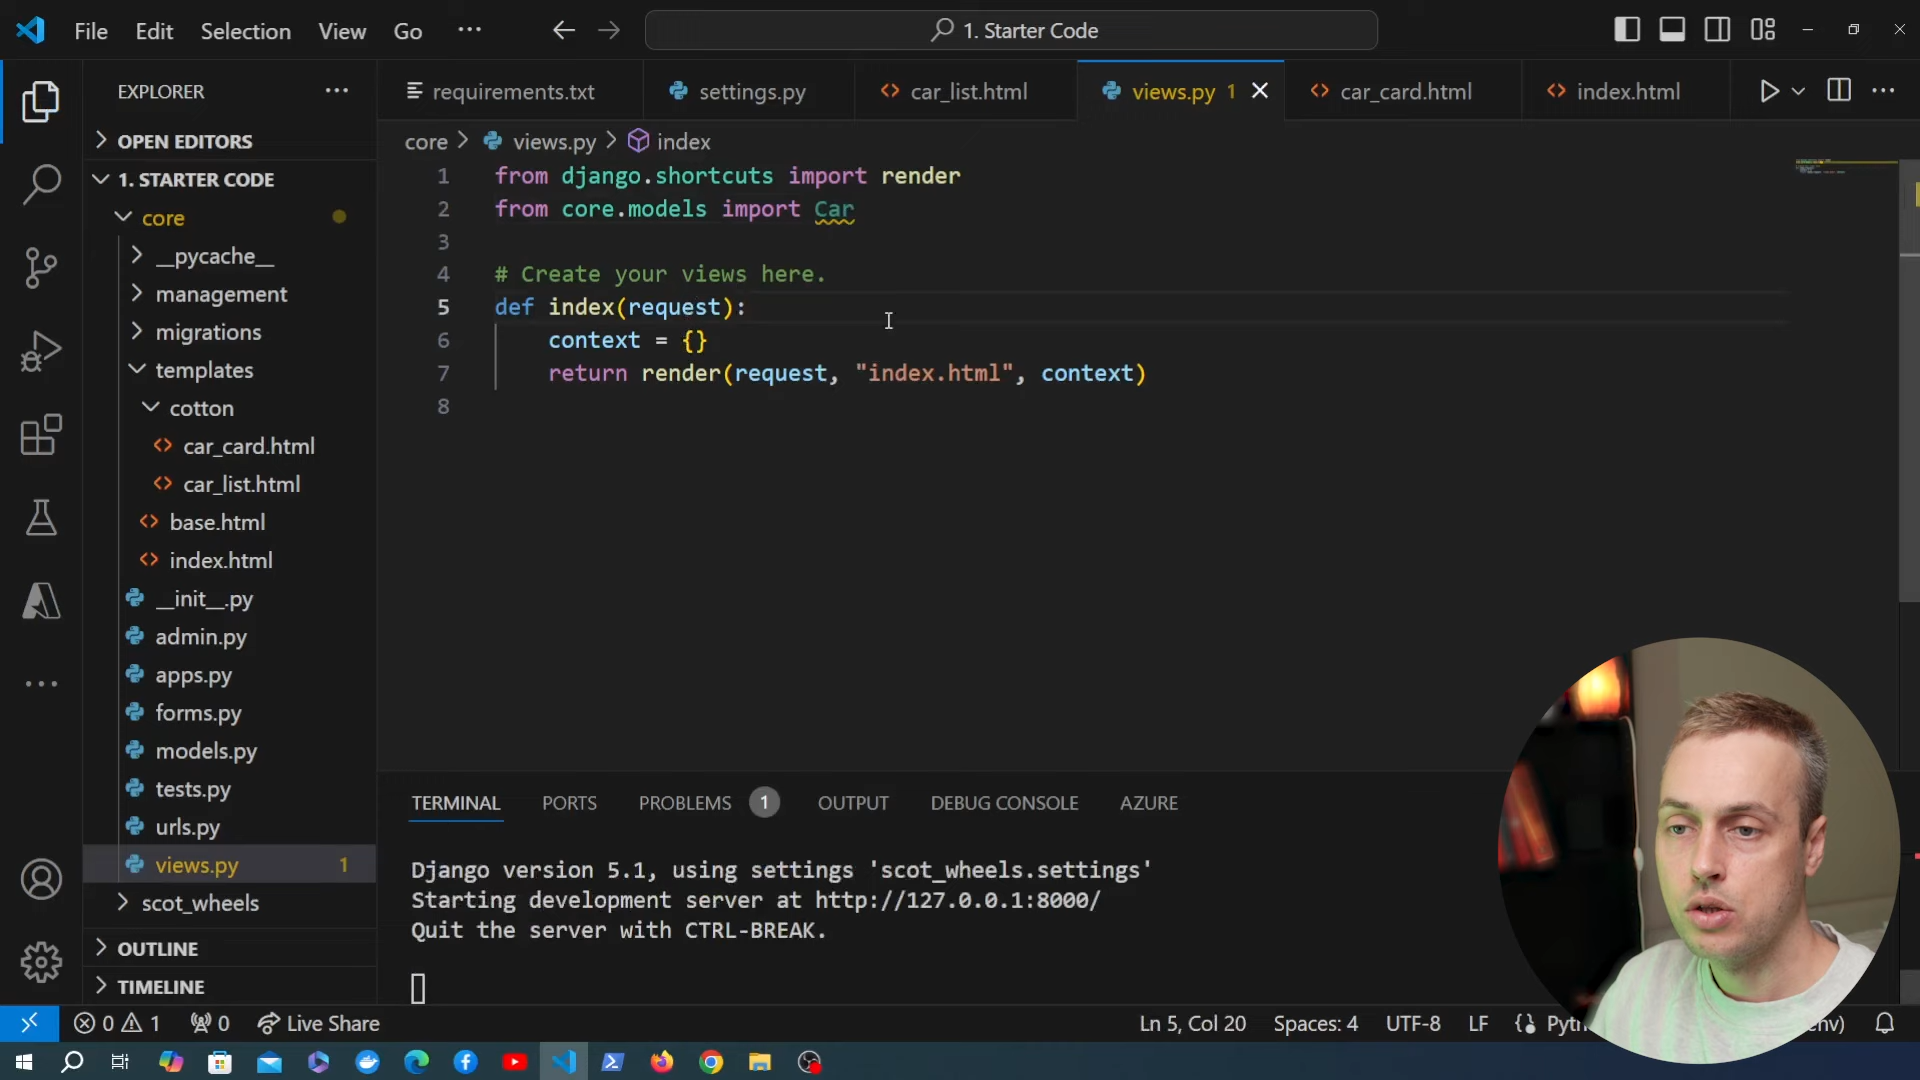 File Edit Selection View Go ···
1. Starter Code
EXPLORER
OPEN EDITORS
1. STARTER CODE
core
__pycache__
management
migrations
templates
cotton
car_card.html
car_list.html
base.html
index.html
__init__.py
admin.py
apps.py
forms.py
models.py
tests.py
urls.py
views.py 1
scot_wheels
OUTLINE
TIMELINE
requirements.txt settings.py car_list.html views.py 1 car_card.html index.html
core > views.py > index
1 from django.shortcuts import render
2 from core.models import Car
3
4 # Create your views here.
5 def index(request):
6 context = {}
7 return render(request, "index.html", context)
8
TERMINAL PORTS PROBLEMS 1 OUTPUT DEBUG CONSOLE AZURE
Django version 5.1, using settings 'scot_wheels.settings'
Starting development server at http://127.0.0.1:8000/
Quit the server with CTRL-BREAK.
0 1 0 Live Share Ln 5, Col 20 Spaces: 4 UTF-8 LF